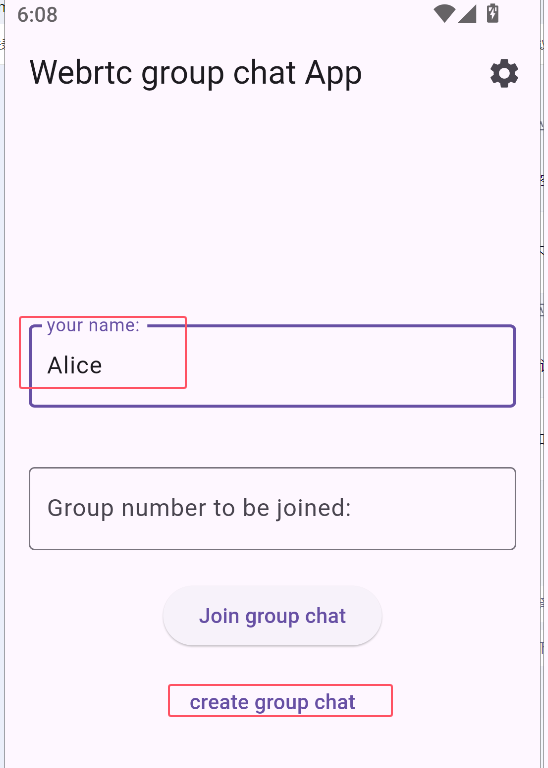 6:08
Webrtc group chat App
your name:
Alice
Group number to be joined:
Join group chat
create group chat